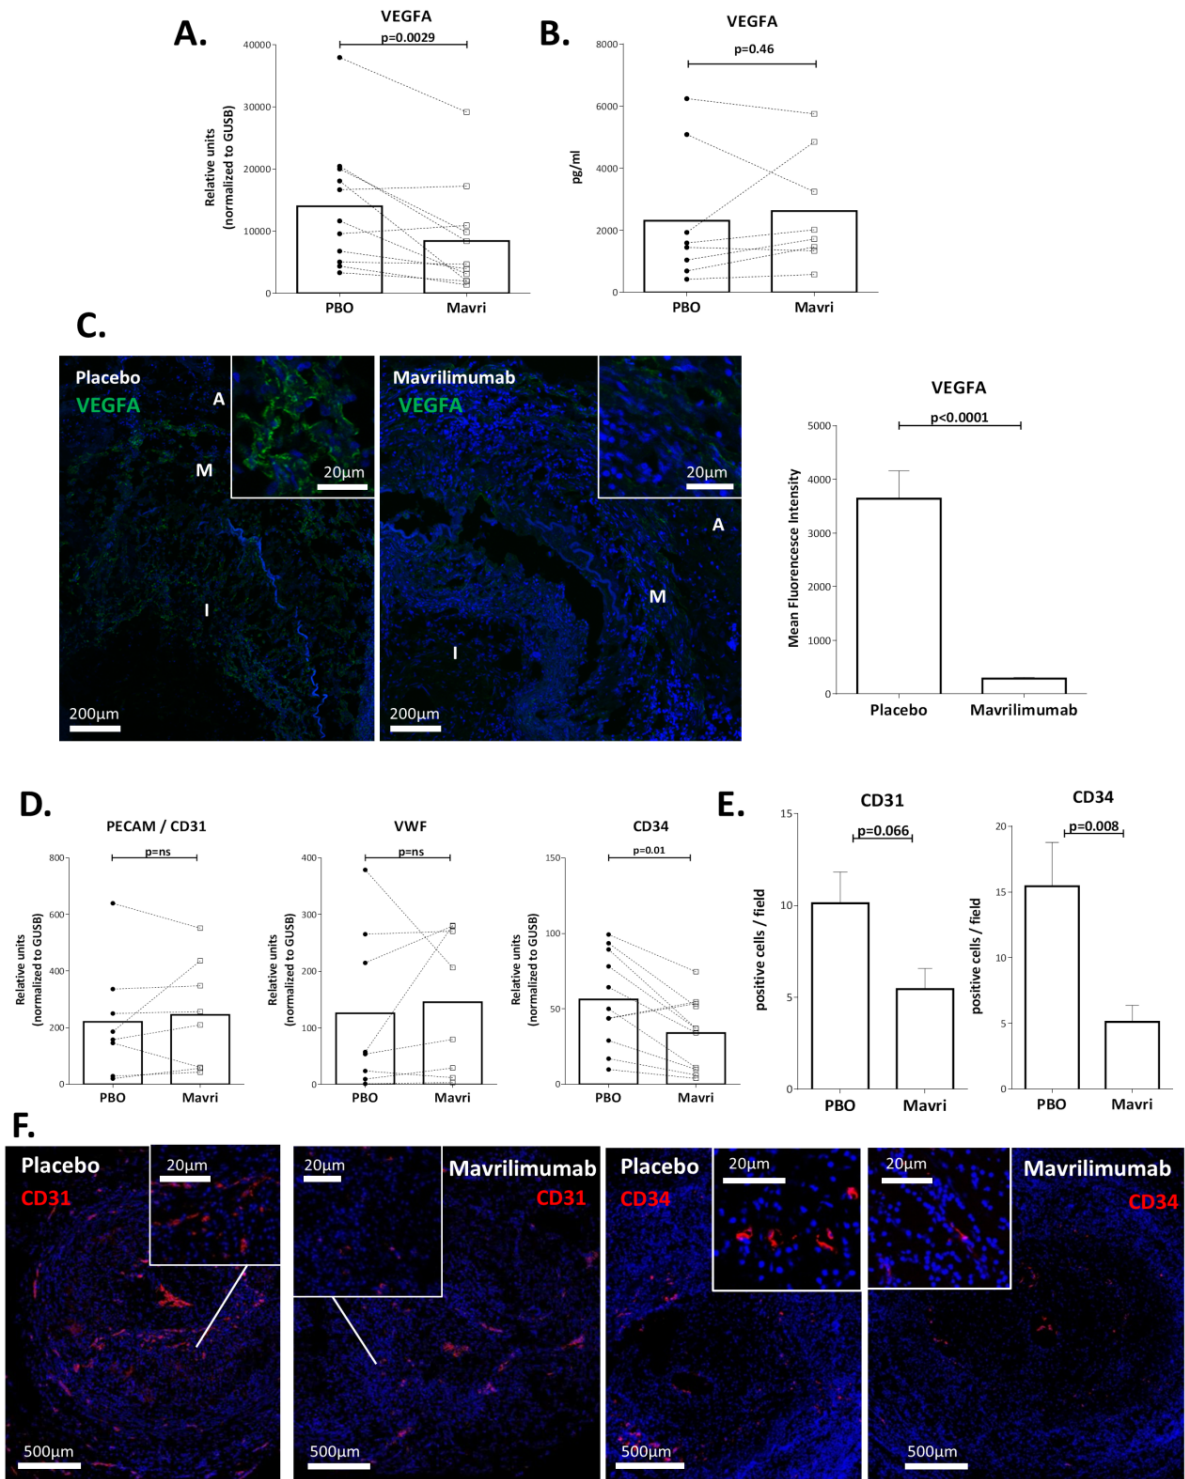 A.
VEGFA
p=0.0029
40000
30000
20000
10000
0
Relative units
(normalized to GUSB)
PBO
Mavri
B.
VEGFA
p=0.46
8000
6000
4000
2000
0
pg/ml
PBO
Mavri
C.
Placebo
VEGFA
A
M
I
20μm
200μm
Mavrilimumab
VEGFA
A
M
I
20μm
200μm
VEGFA
p<0.0001
5000
4000
3000
2000
1000
0
Mean Fluorencesce Intensity
Placebo
Mavrilimumab
D.
PECAM / CD31
p=ns
800
600
400
200
0
Relative units
(normalized to GUSB)
PBO
Mavri
VWF
p=ns
400
300
200
100
0
Relative units
(normalized to GUSB)
PBO
Mavri
CD34
p=0.01
150
100
50
0
Relative units
(normalized to GUSB)
PBO
Mavri
E.
CD31
p=0.066
15
10
5
0
positive cells / field
PBO
Mavri
CD34
p=0.008
20
15
10
5
0
positive cells / field
PBO
Mavri
F.
Placebo
CD31
20μm
500μm
20μm
Mavrilimumab
CD31
500μm
Placebo
CD34
20μm
500μm
20μm
Mavrilimumab
CD34
500μm